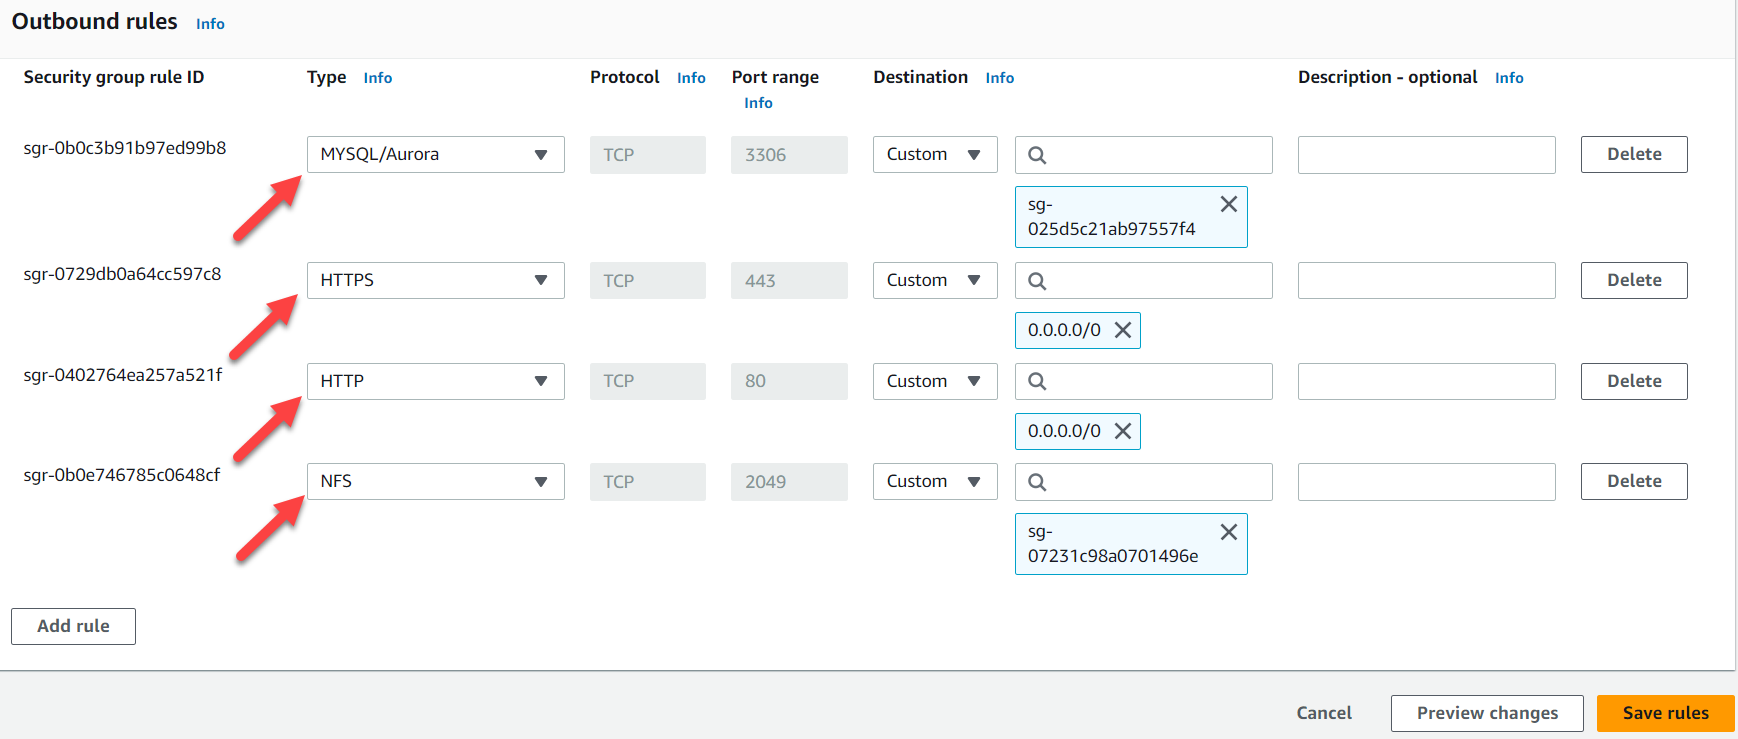 Outbound rules Info
Security group rule ID Type Info Protocol Info Port range Info Destination Info Description - optional Info
sgr-0b0c3b91b97ed99b8 MYSQL/Aurora TCP 3306 Custom Delete
sg-
025d5c21ab97557f4
sgr-0729db0a64cc597c8 HTTPS TCP 443 Custom Delete
0.0.0.0/0
sgr-0402764ea257a521f HTTP TCP 80 Custom Delete
0.0.0.0/0
sgr-0b0e746785c0648cf NFS TCP 2049 Custom Delete
sg-
07231c98a0701496e
Add rule
Cancel Preview changes Save rules